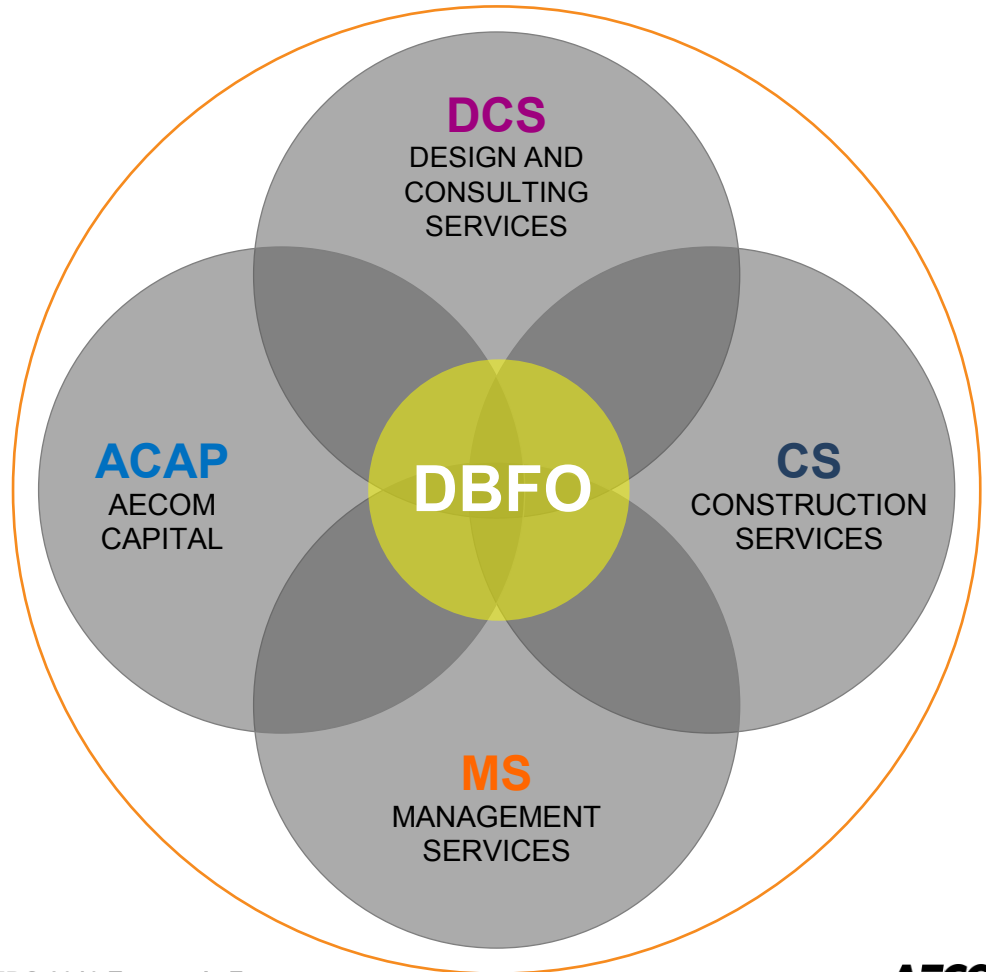 DCS
DESIGN AND
CONSULTING
SERVICES
ACAP
AECOM
CAPITAL
DBFO
CS
CONSTRUCTION
SERVICES
MS
MANAGEMENT
SERVICES